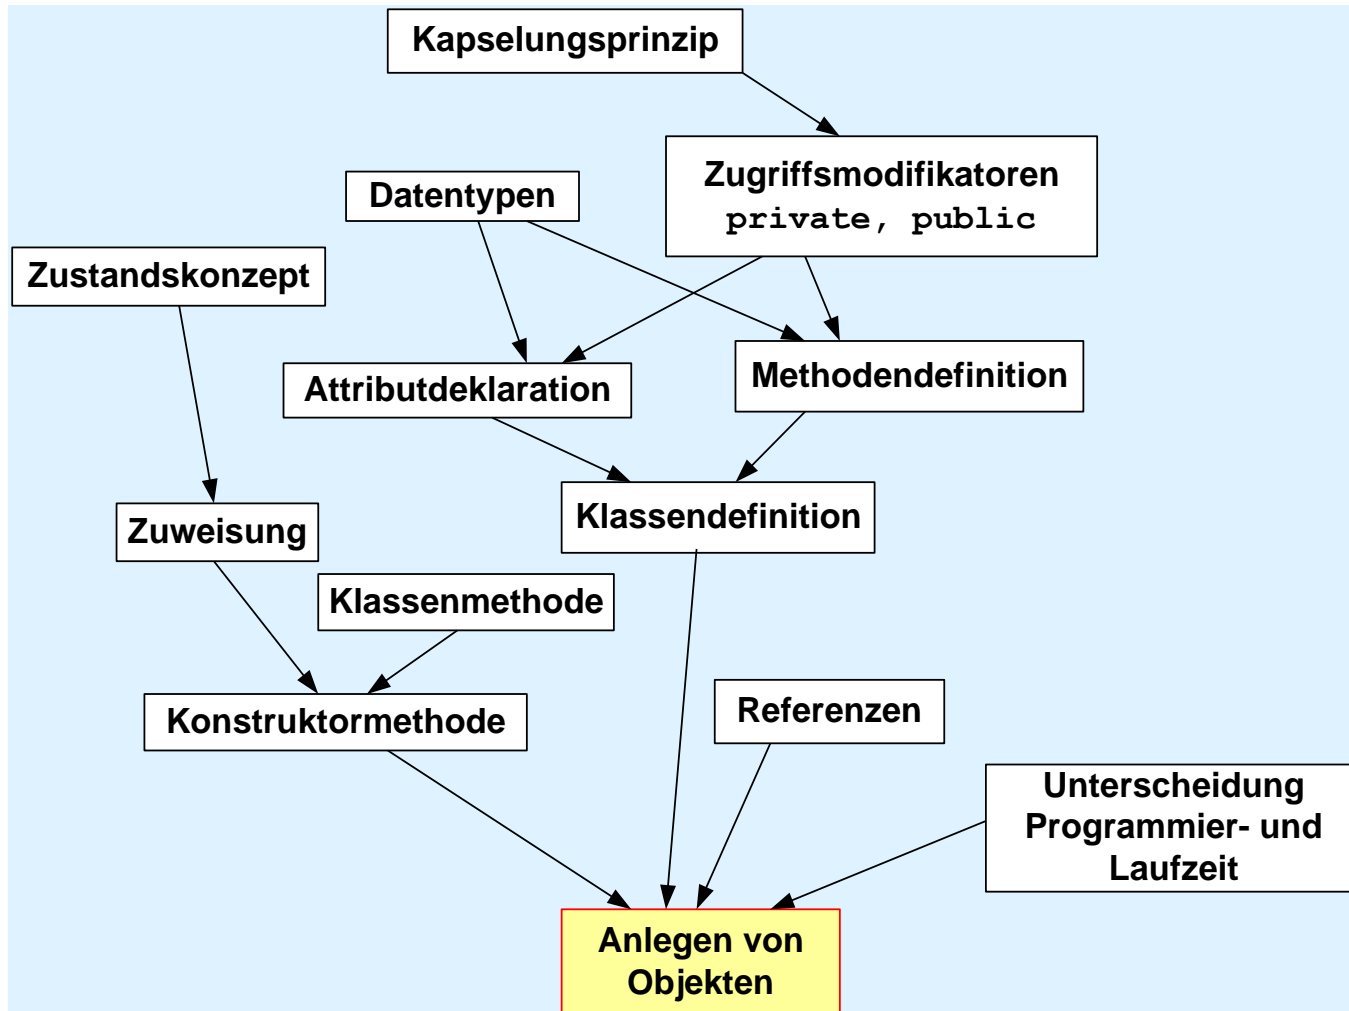 Kapselungsprinzip
Zugriffsmodifikatoren
private, public
Datentypen
Zustandskonzept
Methodendefinition
Attributdeklaration
Klassendefinition
Zuweisung
Klassenmethode
Referenzen
Konstruktormethode
Unterscheidung
Programmier- und
Laufzeit
Anlegen von
Objekten